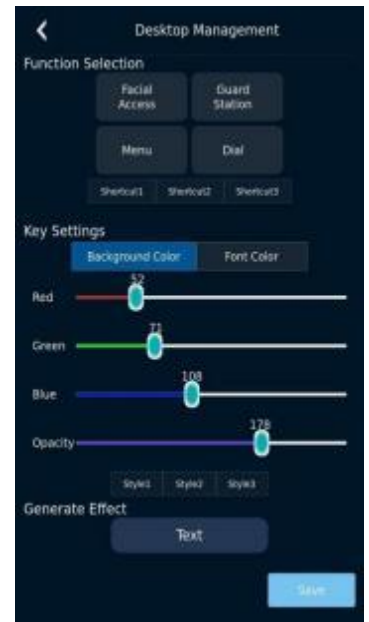 Desktop Management
Function Selection
Facial Access
Guard Station
Menu
Dial
Shortcut1 Shortcut2 Shortcut3
Key Settings
Background Color Font Color
52
Red
71
Green
108
Blue
178
Opacity
Style1 Style2 Style3
Generate Effect
Text
Save